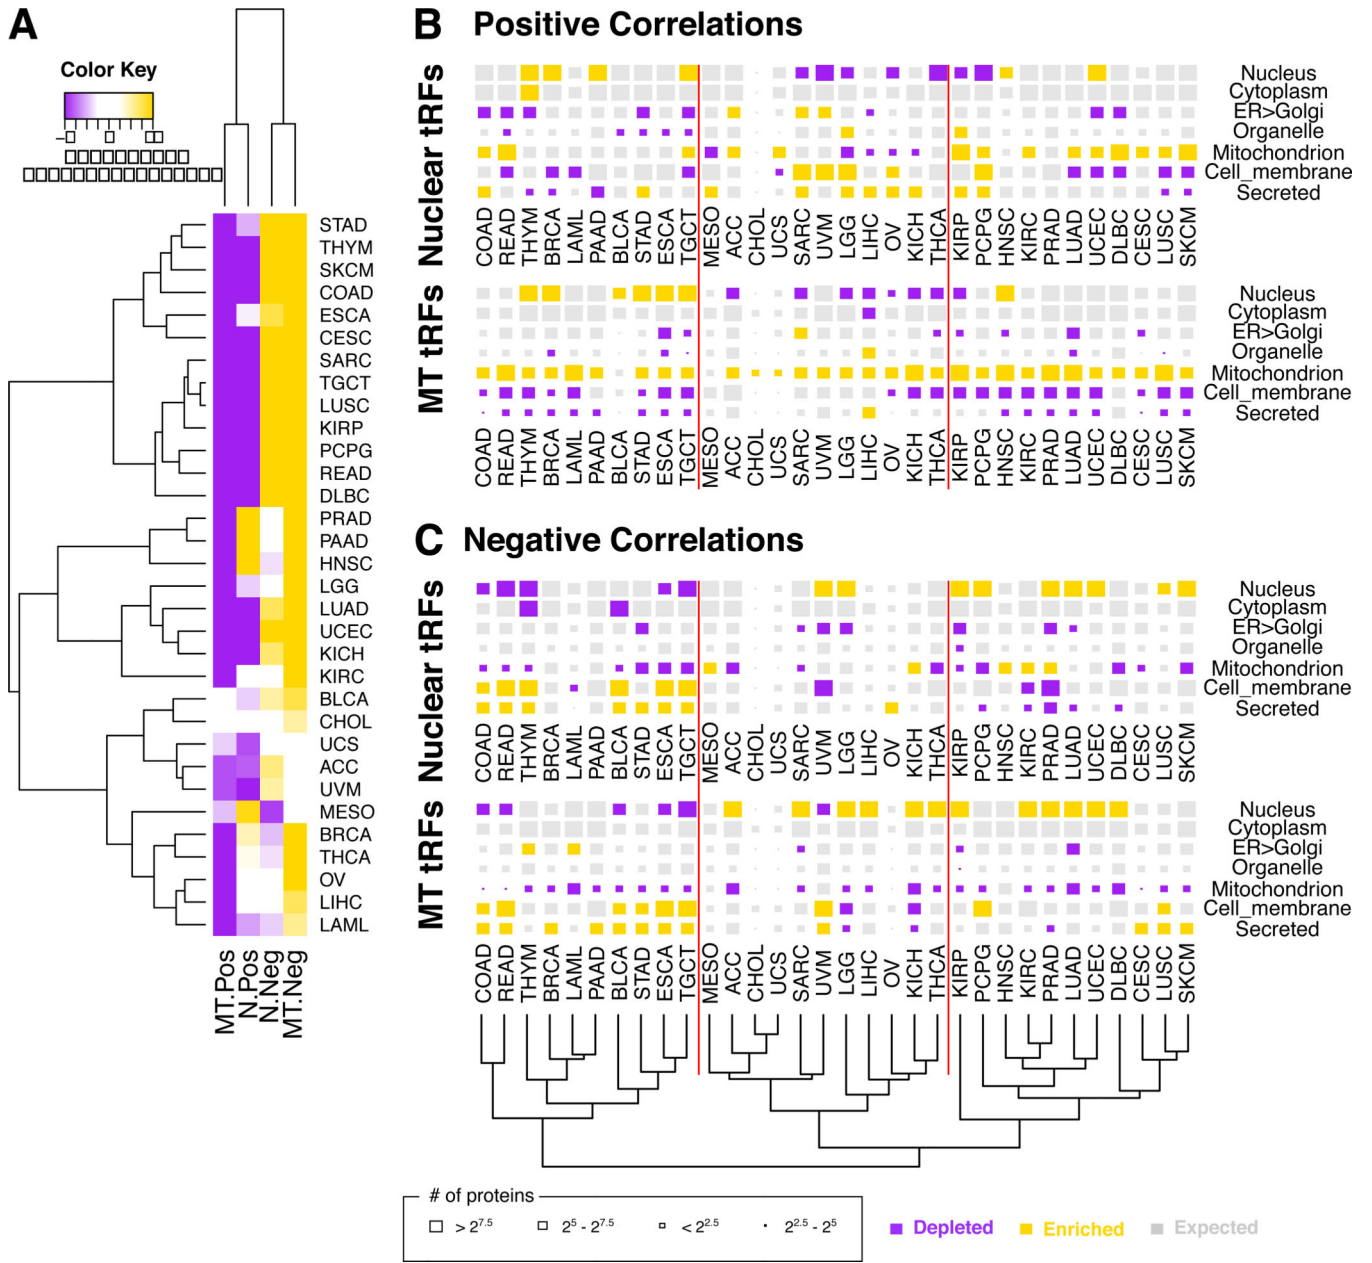 A
Color Key
STAD
THYM
SKCM
COAD
ESCA
CESC
SARC
TGCT
LUSC
KIRP
PCPG
READ
DLBC
PRAD
PAAD
HNSC
LGG
LUAD
UCEC
KICH
KIRC
BLCA
CHOL
UCS
ACC
UVM
MESO
BRCA
THCA
OV
LIHC
LAML
MT.Pos
N.Pos
N.Neg
MT.Neg
B Positive Correlations
Nuclear tRFs
Nucleus
Cytoplasm
ER>Golgi
Organelle
Mitochondrion
Cell_membrane
Secreted
COAD READ THYM BRCA LAML PAAD BLCA STAD ESCA TGCT MESO ACC CHOL UCS SARC UVM LGG LIHC OV KICH THCA KIRP PCPG HNSC KIRC PRAD LUAD UCEC DLBC CESC LUSC SKCM
MT tRFs
Nucleus
Cytoplasm
ER>Golgi
Organelle
Mitochondrion
Cell_membrane
Secreted
COAD READ THYM BRCA LAML PAAD BLCA STAD ESCA TGCT MESO ACC CHOL UCS SARC UVM LGG LIHC OV KICH THCA KIRP PCPG HNSC KIRC PRAD LUAD UCEC DLBC CESC LUSC SKCM
C Negative Correlations
Nuclear tRFs
Nucleus
Cytoplasm
ER>Golgi
Organelle
Mitochondrion
Cell_membrane
Secreted
COAD READ THYM BRCA LAML PAAD BLCA STAD ESCA TGCT MESO ACC CHOL UCS SARC UVM LGG LIHC OV KICH THCA KIRP PCPG HNSC KIRC PRAD LUAD UCEC DLBC CESC LUSC SKCM
MT tRFs
Nucleus
Cytoplasm
ER>Golgi
Organelle
Mitochondrion
Cell_membrane
Secreted
COAD READ THYM BRCA LAML PAAD BLCA STAD ESCA TGCT MESO ACC CHOL UCS SARC UVM LGG LIHC OV KICH THCA KIRP PCPG HNSC KIRC PRAD LUAD UCEC DLBC CESC LUSC SKCM
# of proteins
> 2^7.5 2^5 - 2^7.5 < 2^2.5 2^2.5 - 2^5
Depleted Enriched Expected